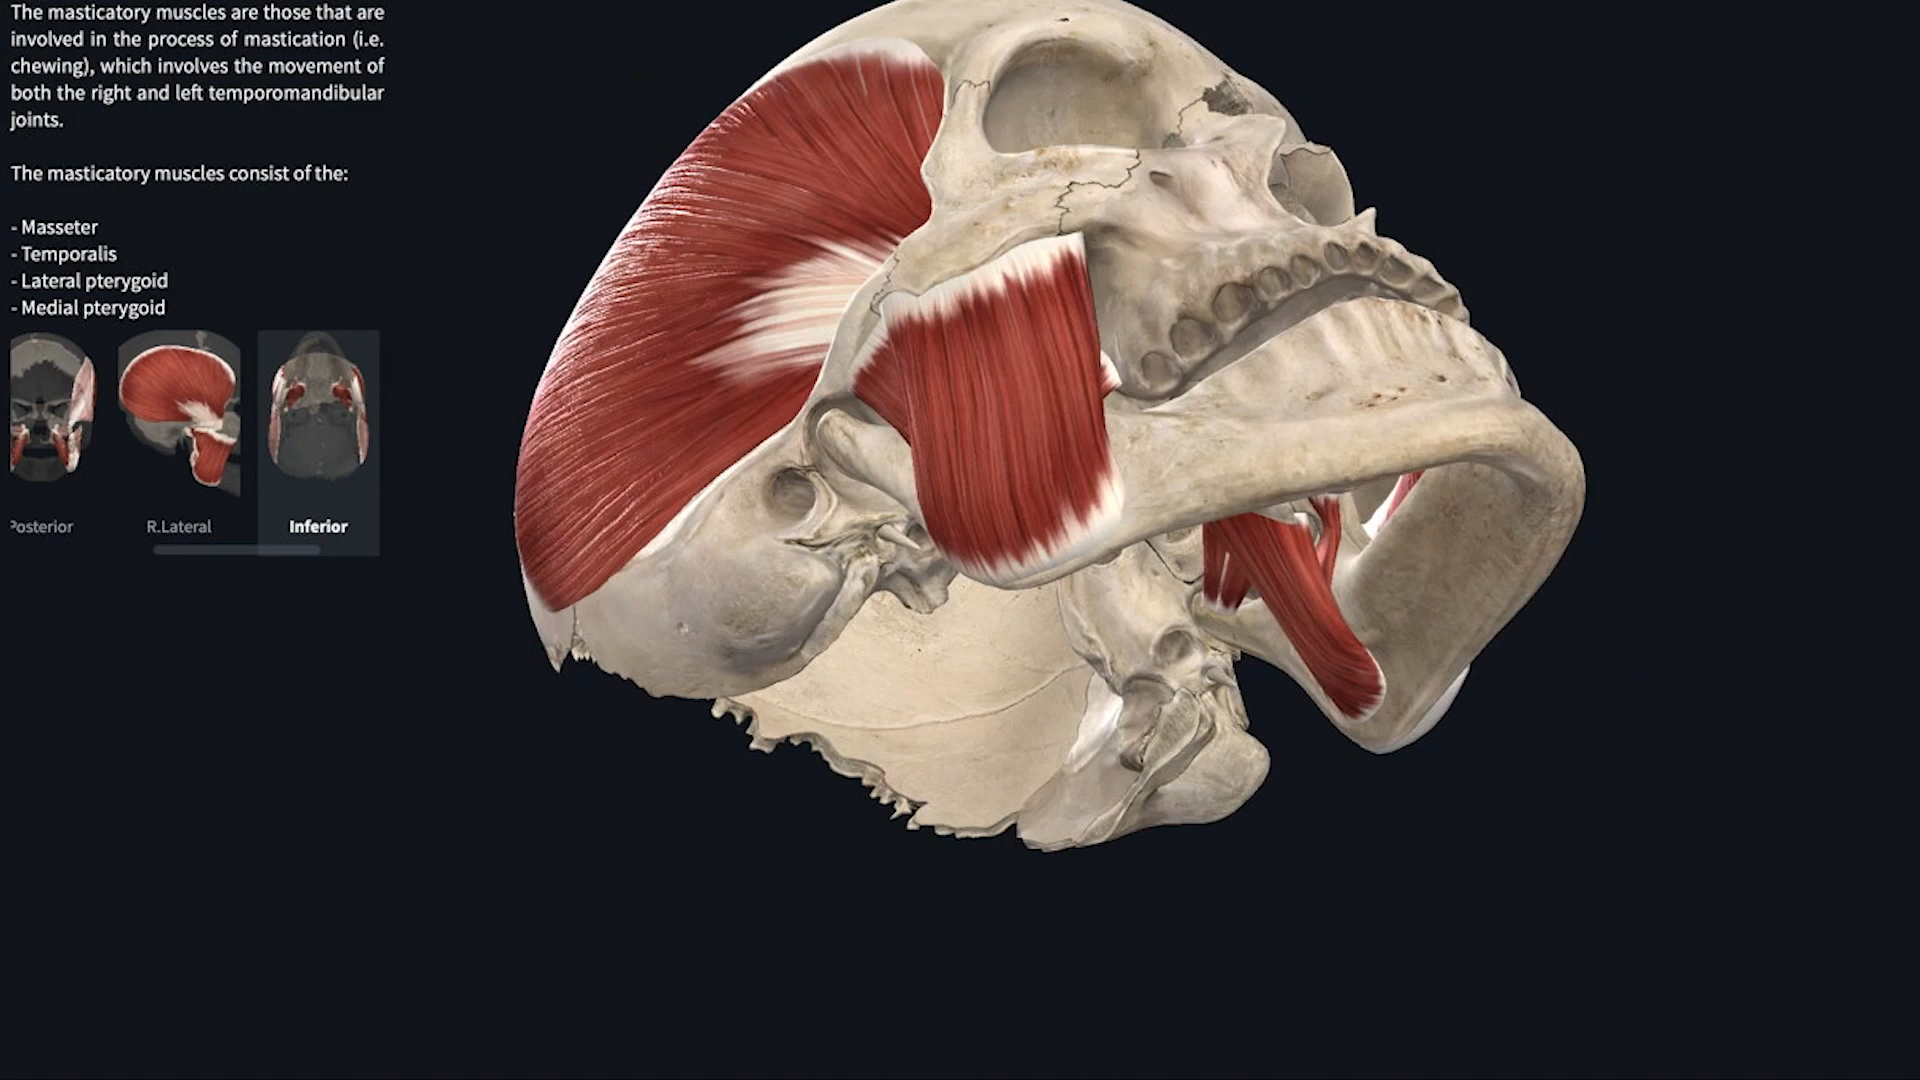 The masticatory muscles are those that are
involved in the process of mastication (i.e.
chewing), which involves the movement of
both the right and left temporomandibular
joints.
The masticatory muscles consist of the:
- Masseter
- Temporalis
- Lateral pterygoid
- Medial pterygoid
Posterior R.Lateral Inferior